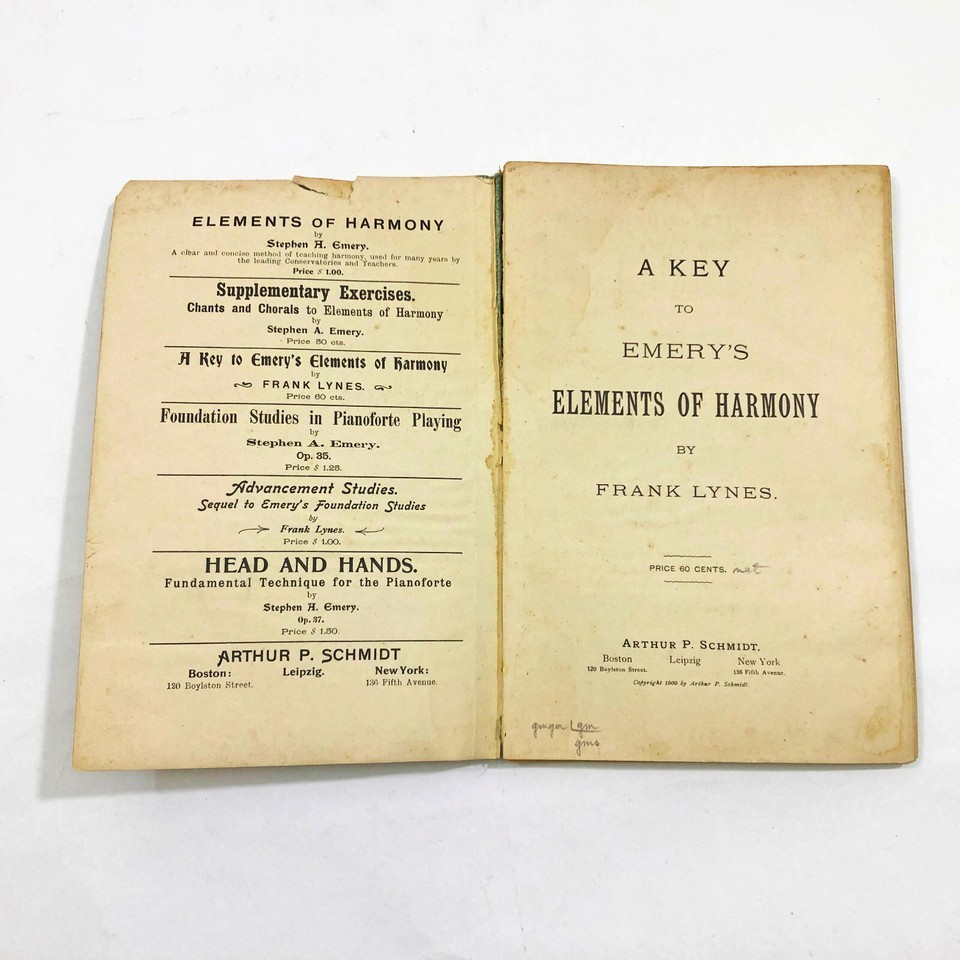 ELEMENTS OF HARMONY
by
Stephen A. Emery.
A clear and concise method of teaching harmony, used for many years by
the leading Conservatories and Teachers.
Price $ 1.00.
Supplementary Exercises.
Chants and Chorals to Elements of Harmony
by
Stephen A. Emery.
Price 50 cts.
A Key to Emery's Elements of Harmony
by
FRANK LYNES.
Price 60 cts.
Foundation Studies in Pianoforte Playing
by
Stephen A. Emery.
Op. 35.
Price $ 1.25.
Advancement Studies.
Sequel to Emery's Foundation Studies
by
Frank Lynes.
Price $ 1.00.
HEAD AND HANDS.
Fundamental Technique for the Pianoforte
by
Stephen A. Emery.
Op. 37.
Price $ 1.50.
ARTHUR P. SCHMIDT
Boston: Leipzig. New York:
120 Boylston Street. 136 Fifth Avenue.
A KEY
TO
EMERY'S
ELEMENTS OF HARMONY
BY
FRANK LYNES.
PRICE 60 CENTS. net
ARTHUR P. SCHMIDT.
Boston Leipzig New York
120 Boylston Street. 136 Fifth Avenue.
Copyright 1900 by Arthur P. Schmidt.